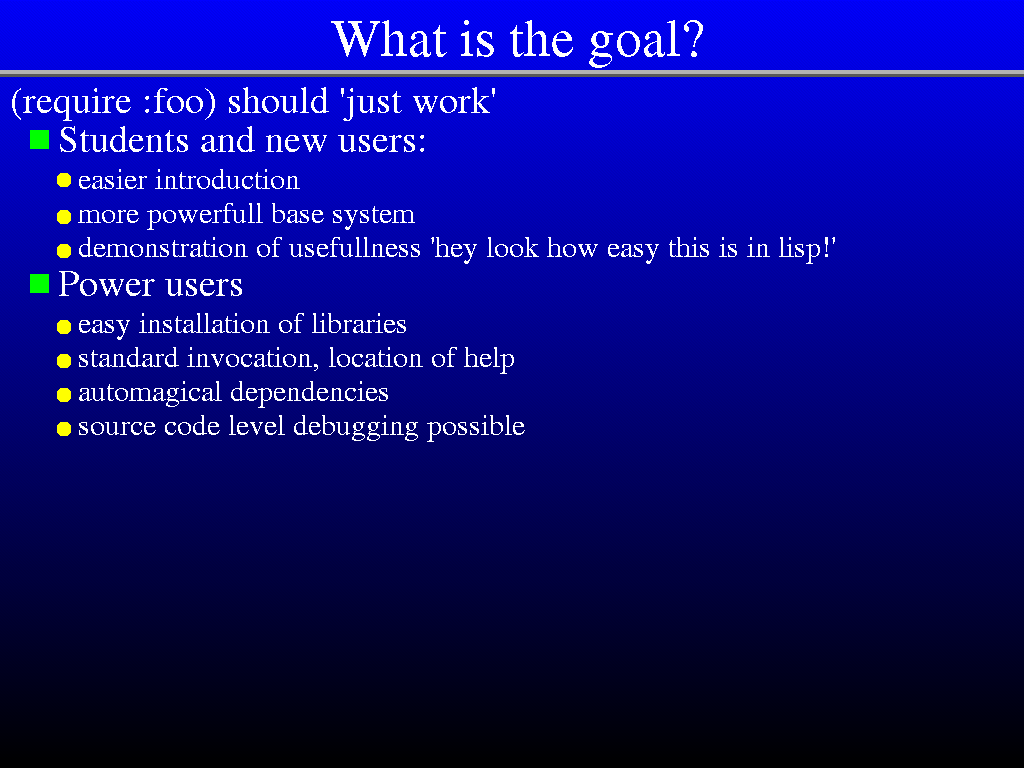 What is the goal?
(require :foo) should 'just work'
Students and new users:
easier introduction
more powerfull base system
demonstration of usefullness 'hey look how easy this is in lisp!'
Power users
easy installation of libraries
standard invocation, location of help
automagical dependencies
source code level debugging possible